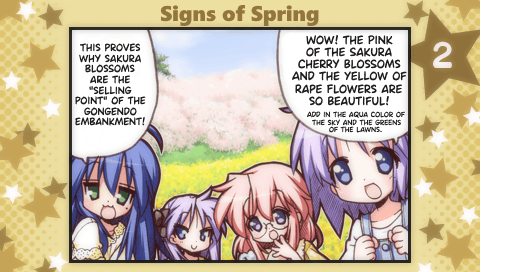 Signs of Spring
2
THIS PROVES
WHY SAKURA
BLOSSOMS
ARE THE
"SELLING
POINT" OF THE
GONGENDO
EMBANKMENT!
WOW! THE PINK
OF THE SAKURA
CHERRY BLOSSOMS
AND THE YELLOW OF
RAPE FLOWERS ARE
SO BEAUTIFUL!
ADD IN THE AQUA COLOR OF
THE SKY AND THE GREENS
OF THE LAWNS.